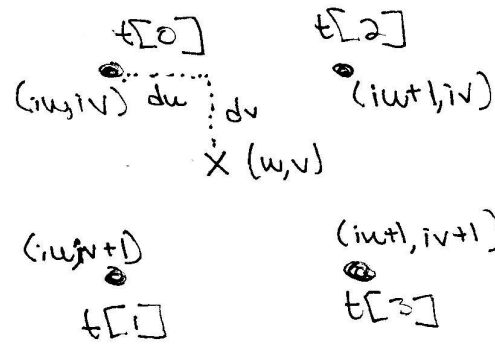 t[0] t[2]
(iu,iv) du (iu+1,iv)
dv
X (u,v)
(iu,iv+1) (iu+1,iv+1)
t[1] t[3]